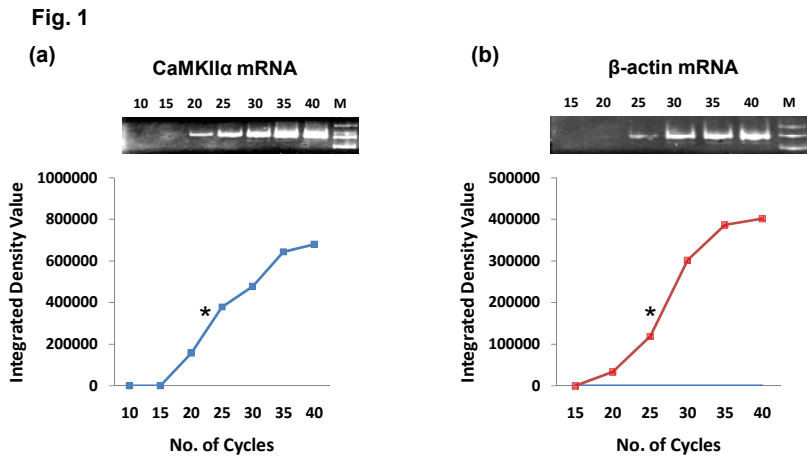 Fig. 1
(a)
CaMKIIα mRNA
10 15 20 25 30 35 40 M
1000000
800000
600000
400000
200000
0
Integrated Density Value
*
10 15 20 25 30 35 40
No. of Cycles
(b)
β-actin mRNA
15 20 25 30 35 40 M
500000
400000
300000
200000
100000
0
Integrated Density Value
*
15 20 25 30 35 40
No. of Cycles